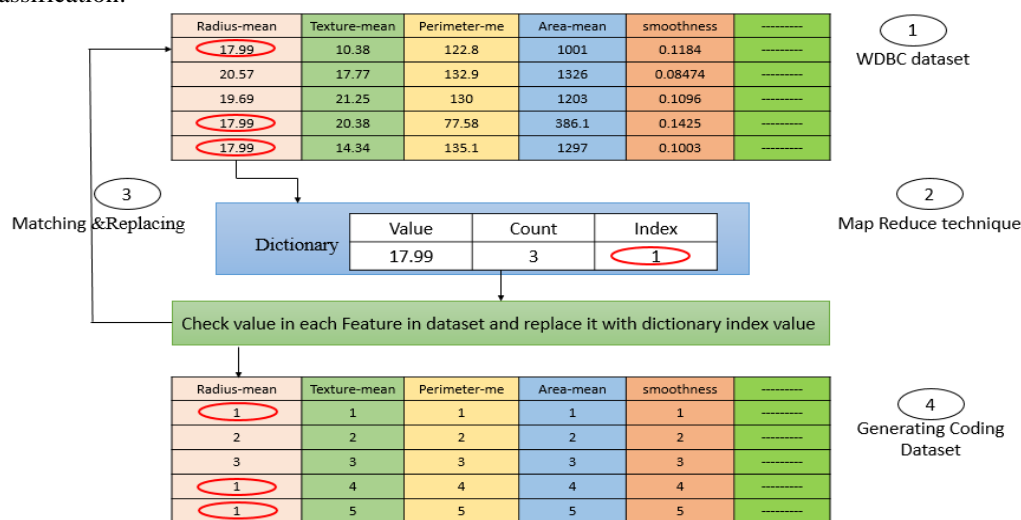 assification.
Radius-mean Texture-mean Perimeter-me Area-mean smoothness ---------
17.99 10.38 122.8 1001 0.1184 ---------
20.57 17.77 132.9 1326 0.08474 ---------
19.69 21.25 130 1203 0.1096 ---------
17.99 20.38 77.58 386.1 0.1425 ---------
17.99 14.34 135.1 1297 0.1003 ---------
1
WDBC dataset
3
Matching &Replacing
Dictionary
Value Count Index
17.99 3 1
2
Map Reduce technique
Check value in each Feature in dataset and replace it with dictionary index value
Radius-mean Texture-mean Perimeter-me Area-mean smoothness ---------
1 1 1 1 1 ---------
2 2 2 2 2 ---------
3 3 3 3 3 ---------
1 4 4 4 4 ---------
1 5 5 5 5 ---------
4
Generating Coding
Dataset